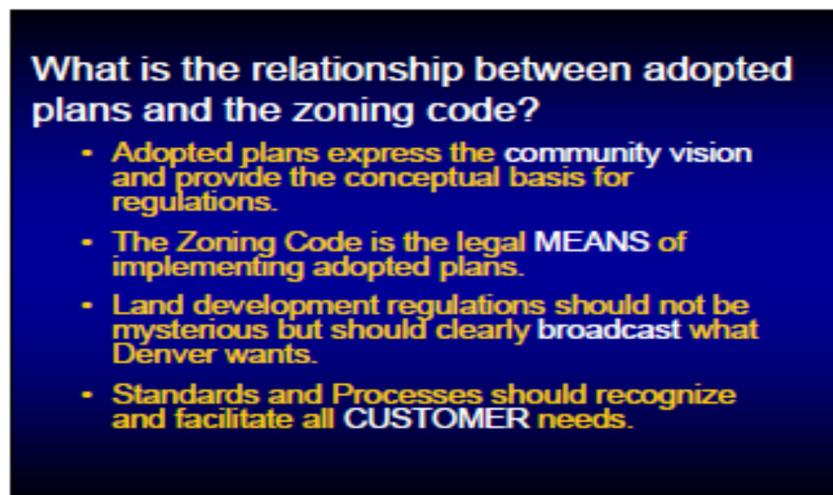 What is the relationship between adopted
plans and the zoning code?
• Adopted plans express the community vision
and provide the conceptual basis for
regulations.
• The Zoning Code is the legal MEANS of
implementing adopted plans.
• Land development regulations should not be
mysterious but should clearly broadcast what
Denver wants.
• Standards and Processes should recognize
and facilitate all CUSTOMER needs.